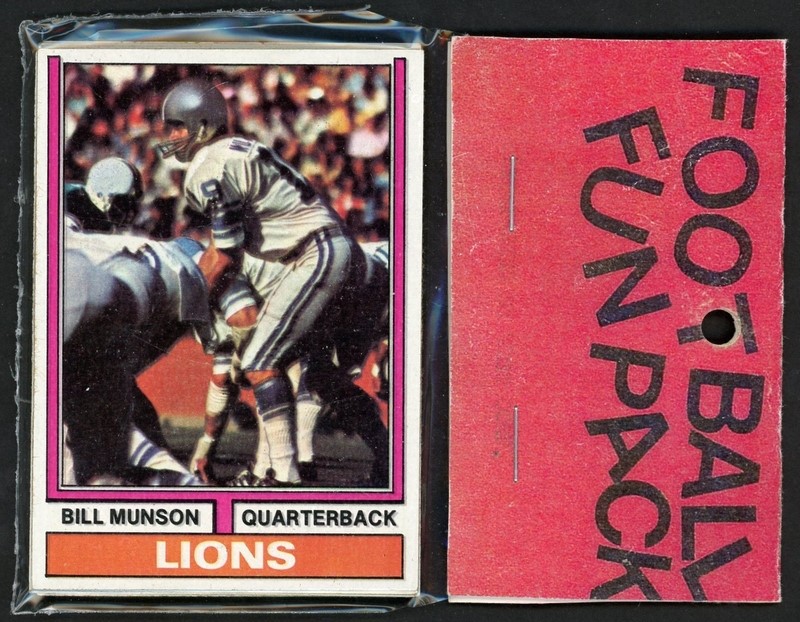 BILL MUNSON QUARTERBACK
LIONS
FOOTBALL
FUN PACK